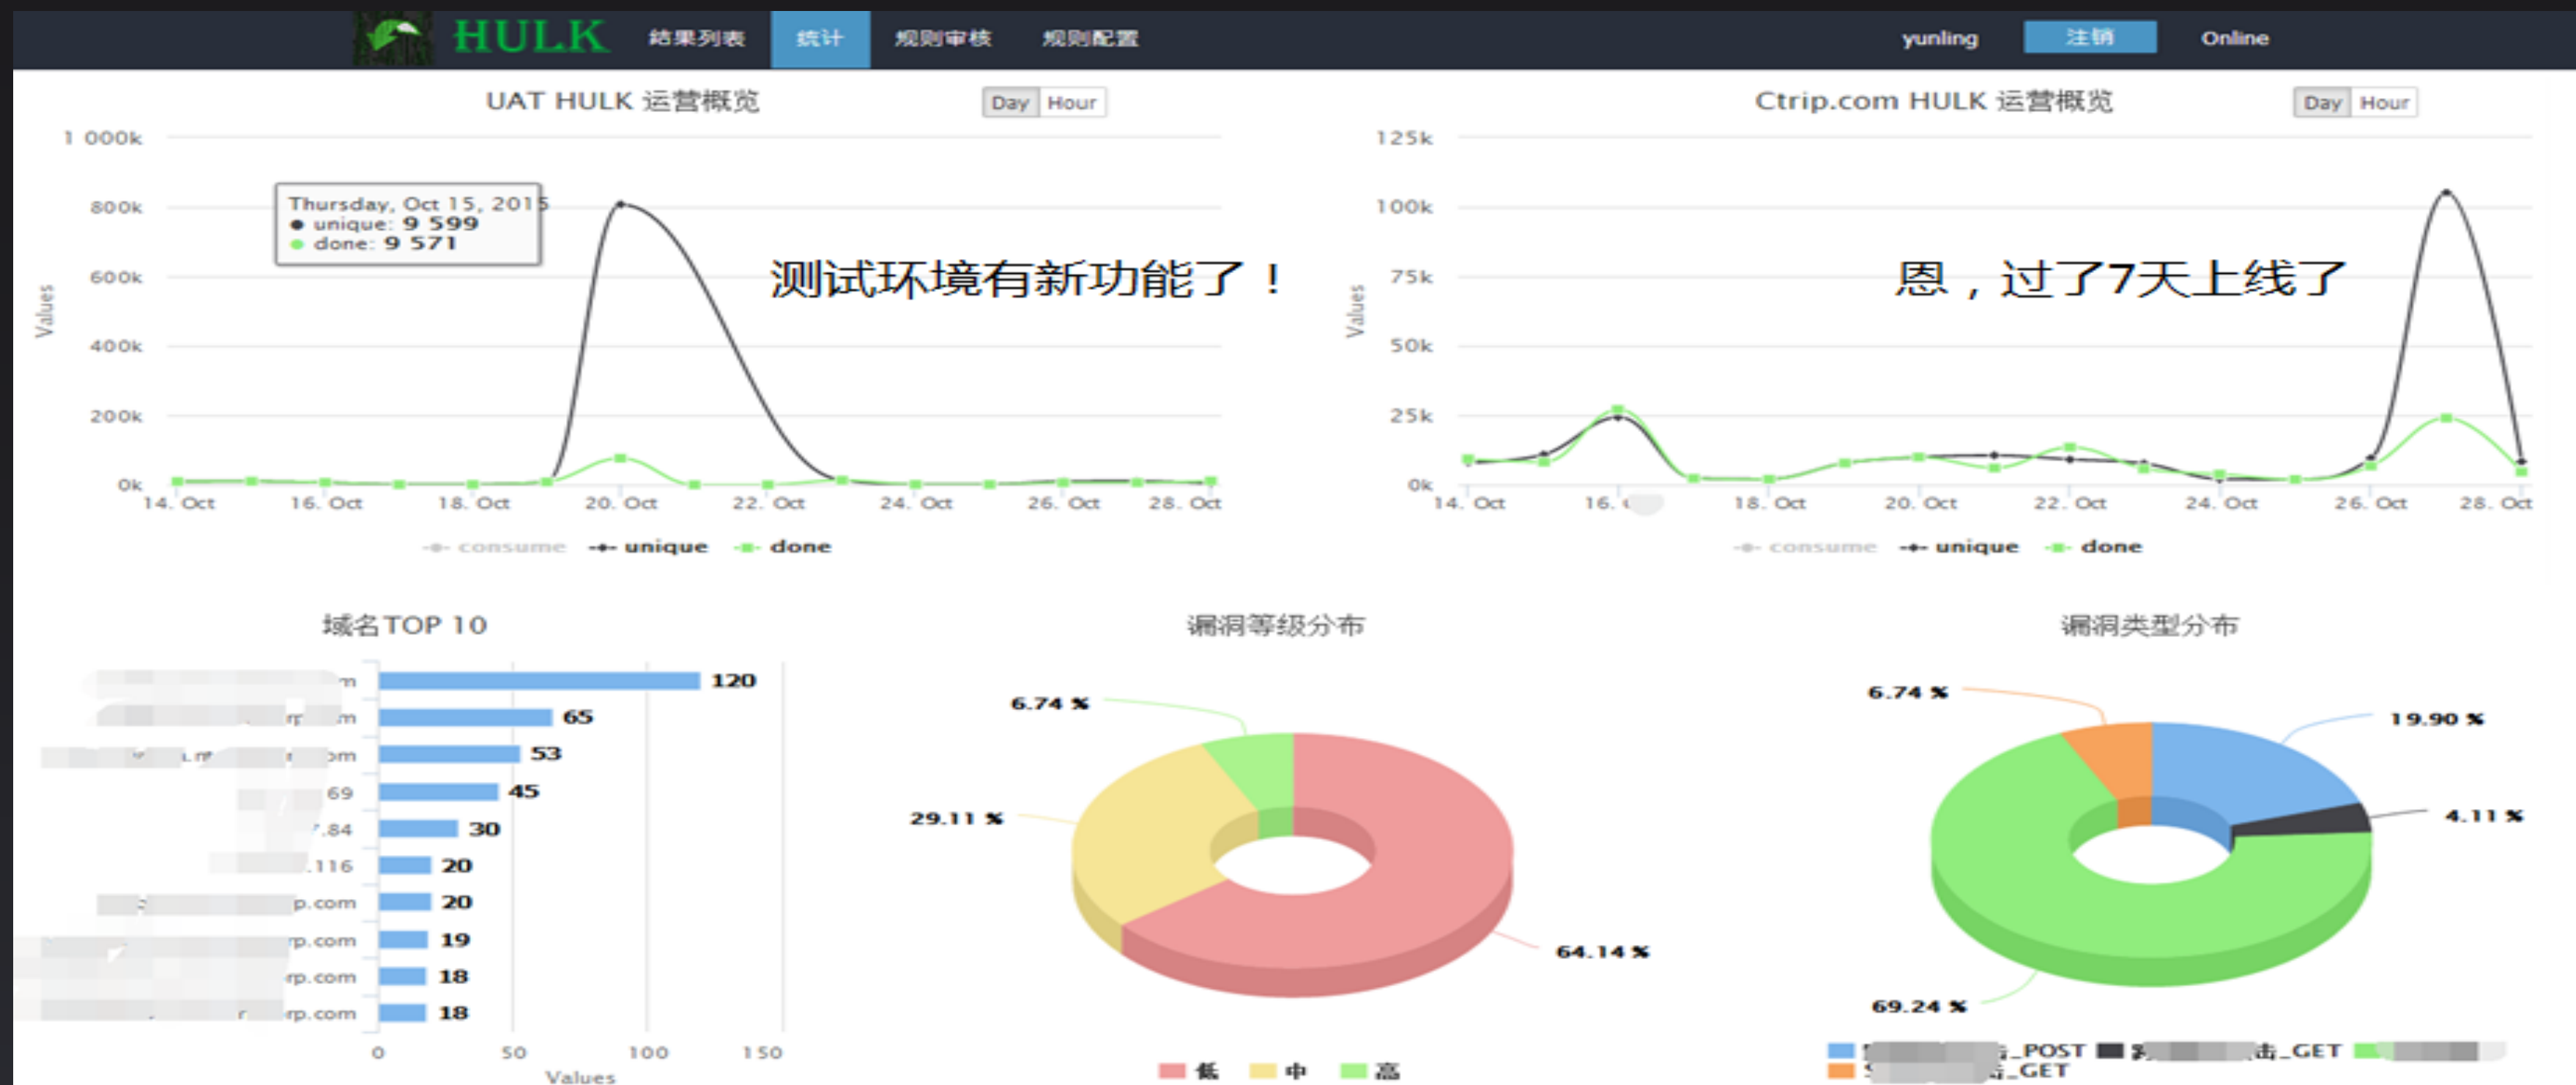 HULK 结果列表 统计 规则审核 规则配置 yunling 注销 Online
UAT HULK 运营概览
Day Hour
1 000k
800k
600k
400k
200k
0k
Values
Thursday, Oct 15, 2015
unique: 9 599
done: 9 571
测试环境有新功能了！
14. Oct 16. Oct 18. Oct 20. Oct 22. Oct 24. Oct 26. Oct 28. Oct
consume unique done
Ctrip.com HULK 运营概览
Day Hour
125k
100k
75k
50k
25k
0k
Values
恩，过了7天上线了
14. Oct 16. 18. Oct 20. Oct 22. Oct 24. Oct 26. Oct 28. Oct
consume unique done
域名TOP 10
120
65
53
69 45
.84 30
.116 20
p.com 20
rp.com 19
rp.com 18
rp.com 18
0 50 100 150
Values
漏洞等级分布
6.74 %
29.11 %
64.14 %
低 中 高
漏洞类型分布
6.74 %
19.90 %
4.11 %
69.24 %
_POST 击_GET
_GET